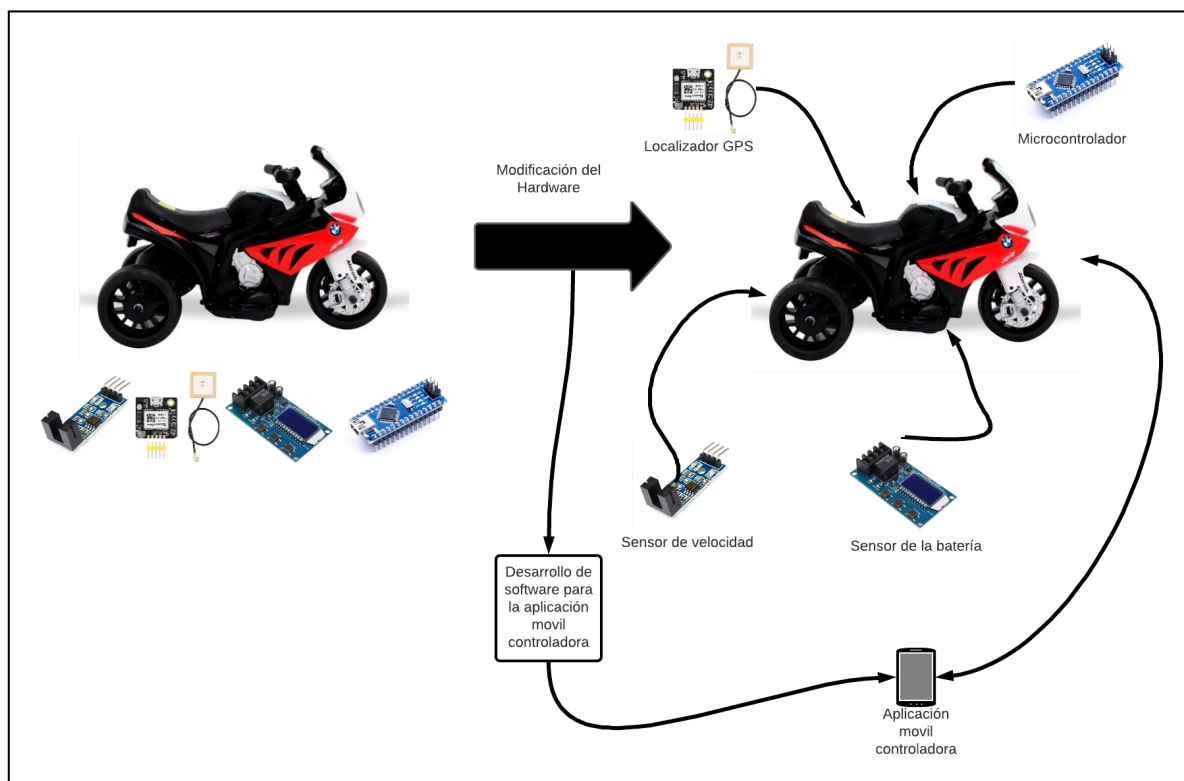 Localizador GPS
Microcontrolador
Modificación del
Hardware
Sensor de velocidad
Sensor de la batería
Desarrollo de
software para
la aplicación
movil
controladora
Aplicación
movil
controladora